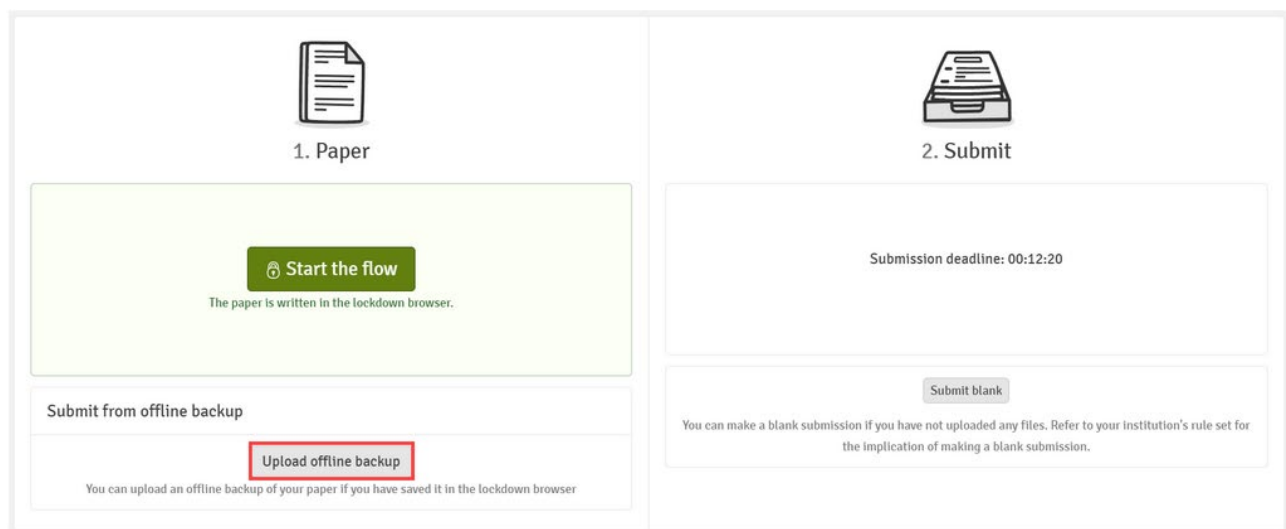 1. Paper
Start the flow
The paper is written in the lockdown browser.
Submit from offline backup
Upload offline backup
You can upload an offline backup of your paper if you have saved it in the lockdown browser
2. Submit
Submission deadline: 00:12:20
Submit blank
You can make a blank submission if you have not uploaded any files. Refer to your institution's rule set for
the implication of making a blank submission.